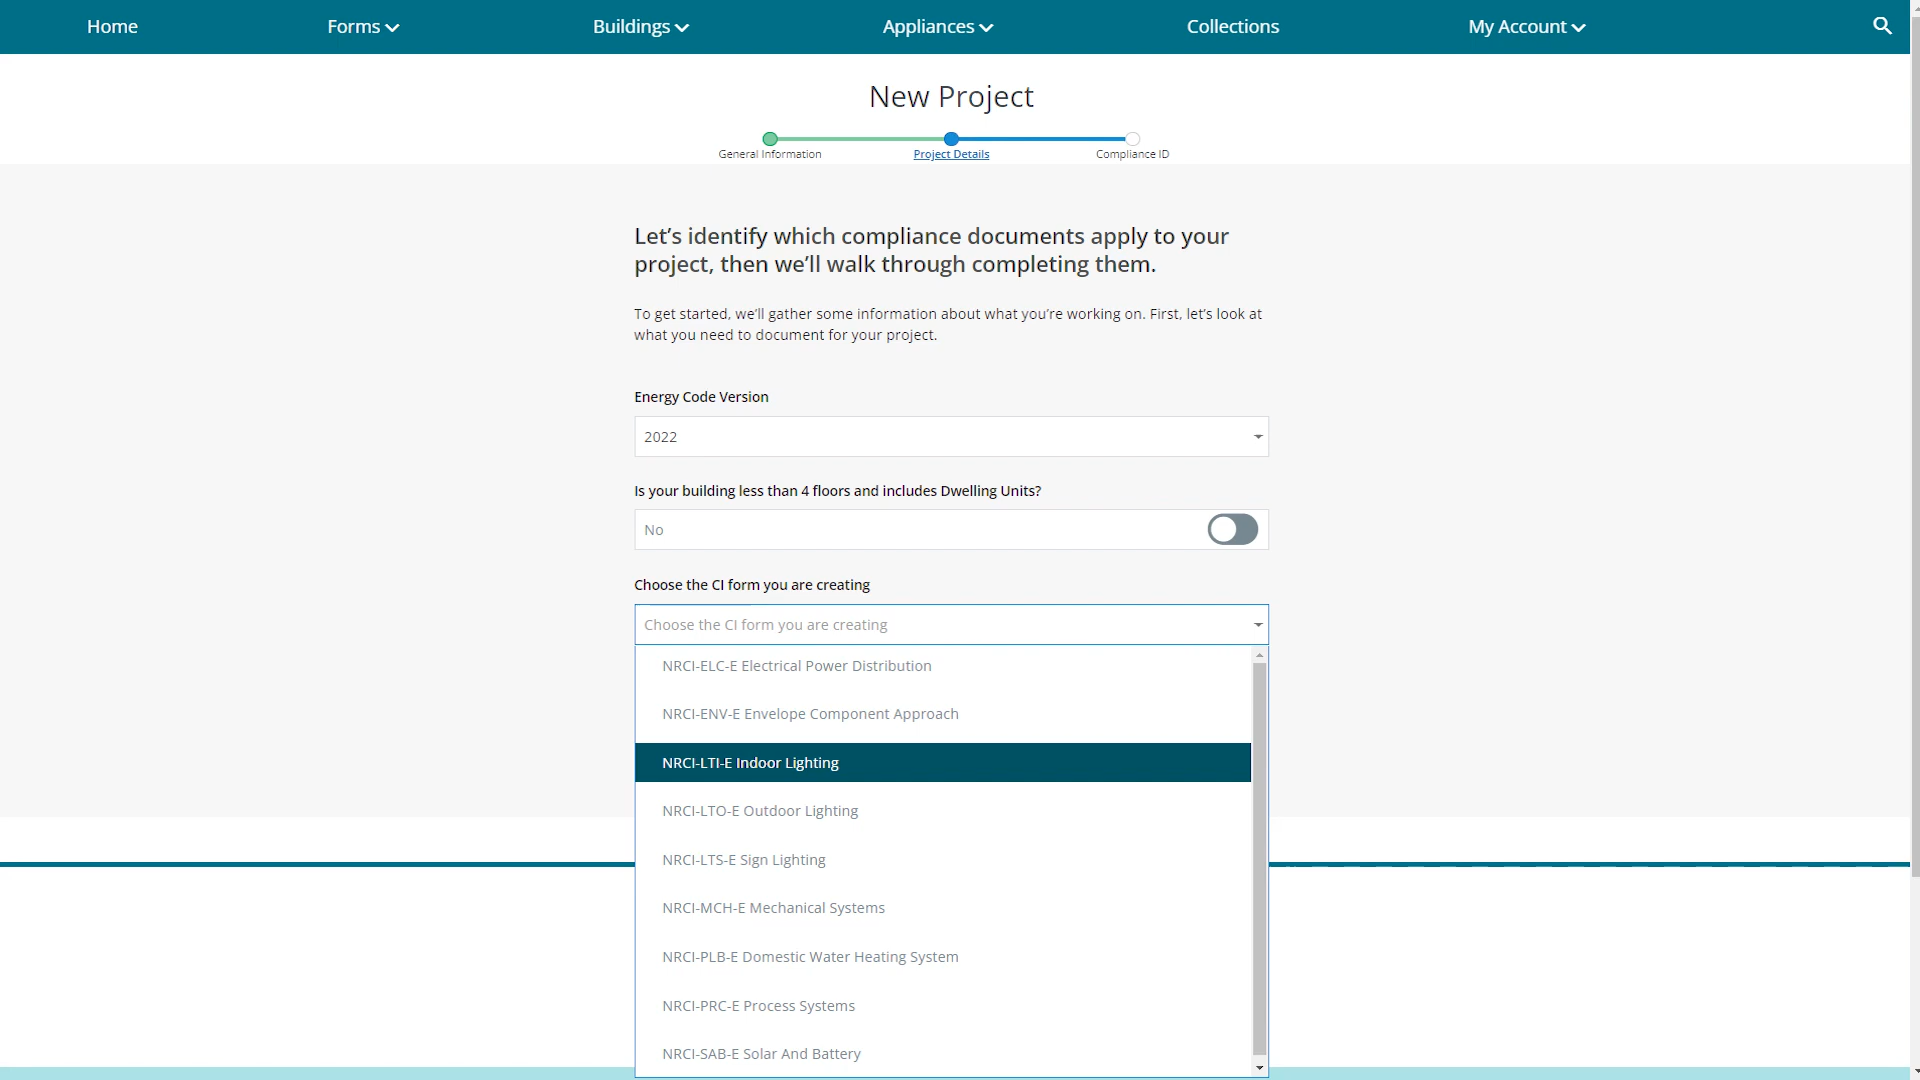 Home Forms Buildings Appliances Collections My Account
New Project
General Information Project Details Compliance ID
Let’s identify which compliance documents apply to your
project, then we’ll walk through completing them.
To get started, we’ll gather some information about what you’re working on. First, let’s look at
what you need to document for your project.
Energy Code Version
2022
Is your building less than 4 floors and includes Dwelling Units?
No
Choose the CI form you are creating
Choose the CI form you are creating
NRCI-ELC-E Electrical Power Distribution
NRCI-ENV-E Envelope Component Approach
NRCI-LTI-E Indoor Lighting
NRCI-LTO-E Outdoor Lighting
NRCI-LTS-E Sign Lighting
NRCI-MCH-E Mechanical Systems
NRCI-PLB-E Domestic Water Heating System
NRCI-PRC-E Process Systems
NRCI-SAB-E Solar And Battery